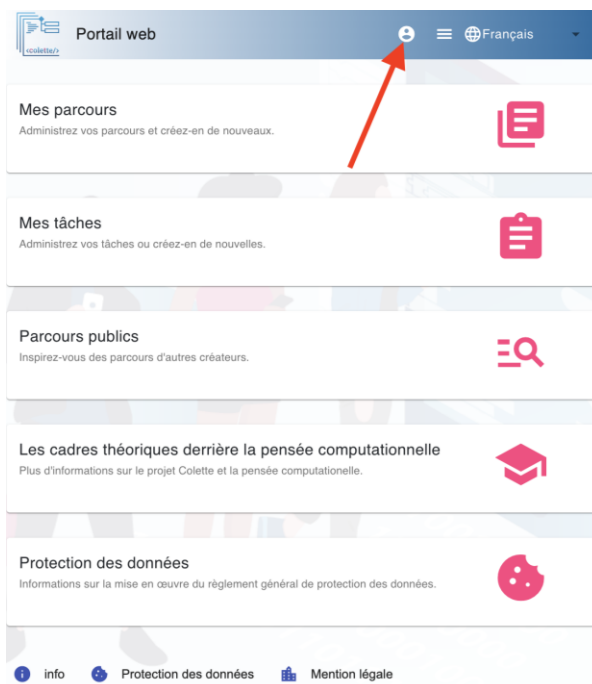 <colette/>
Portail web
Français
Mes parcours
Administrez vos parcours et créez-en de nouveaux.
Mes tâches
Administrez vos tâches ou créez-en de nouvelles.
Parcours publics
Inspirez-vous des parcours d'autres créateurs.
Les cadres théoriques derrière la pensée computationnelle
Plus d'informations sur le projet Colette et la pensée computationelle.
Protection des données
Informations sur la mise en œuvre du règlement général de protection des données.
info Protection des données Mention légale